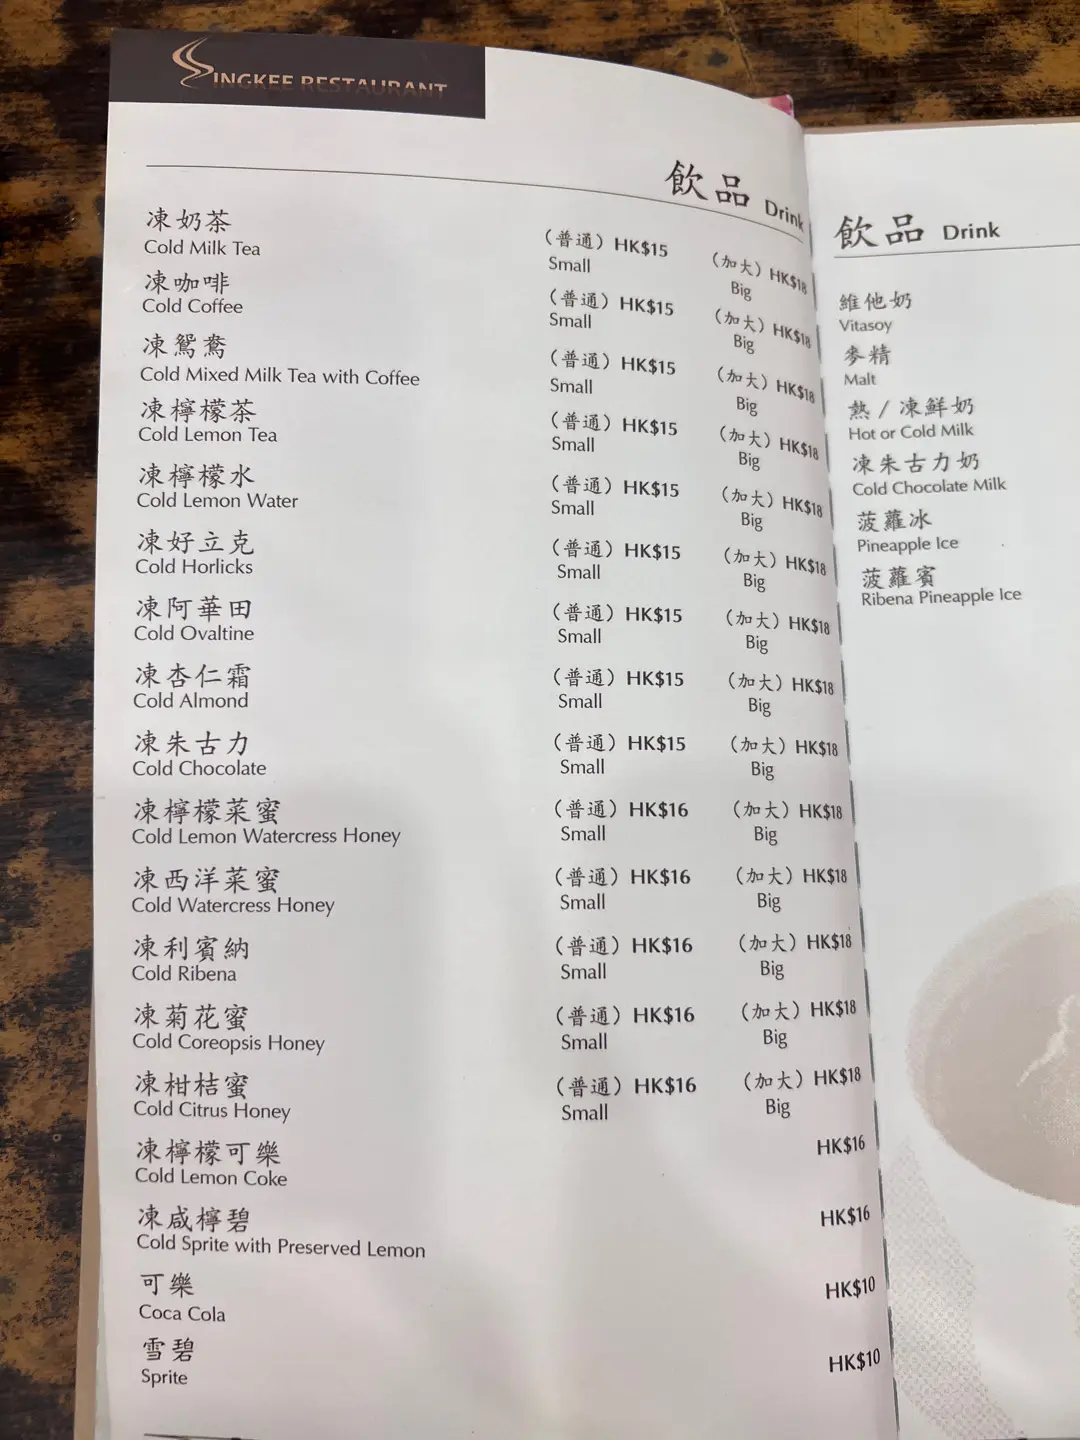 SINGKEE RESTAURANT
飲品 Drink
凍奶茶 (普通) HK$15 (加大) HK$18
Cold Milk Tea Small Big
凍咖啡 (普通) HK$15 (加大) HK$18
Cold Coffee Small Big
凍鴛鴦 (普通) HK$15 (加大) HK$18
Cold Mixed Milk Tea with Coffee Small Big
凍檸檬茶 (普通) HK$15 (加大) HK$18
Cold Lemon Tea Small Big
凍檸檬水 (普通) HK$15 (加大) HK$18
Cold Lemon Water Small Big
凍好立克 (普通) HK$15 (加大) HK$18
Cold Horlicks Small Big
凍阿華田 (普通) HK$15 (加大) HK$18
Cold Ovaltine Small Big
凍杏仁霜 (普通) HK$15 (加大) HK$18
Cold Almond Small Big
凍朱古力 (普通) HK$15 (加大) HK$18
Cold Chocolate Small Big
凍檸檬菜蜜 (普通) HK$16 (加大) HK$18
Cold Lemon Watercress Honey Small Big
凍西洋菜蜜 (普通) HK$16 (加大) HK$18
Cold Watercress Honey Small Big
凍利賓納 (普通) HK$16 (加大) HK$18
Cold Ribena Small Big
凍菊花蜜 (普通) HK$16 (加大) HK$18
Cold Coreopsis Honey Small Big
凍柑桔蜜 (普通) HK$16 (加大) HK$18
Cold Citrus Honey Small Big
凍檸檬可樂 HK$16
Cold Lemon Coke
凍咸檸碧 HK$16
Cold Sprite with Preserved Lemon
可樂 HK$10
Coca Cola
雪碧 HK$10
Sprite
飲品 Drink
維他奶
Vitasoy
麥精
Malt
熱 / 凍鮮奶
Hot or Cold Milk
凍朱古力奶
Cold Chocolate Milk
菠蘿冰
Pineapple Ice
菠蘿賓
Ribena Pineapple Ice